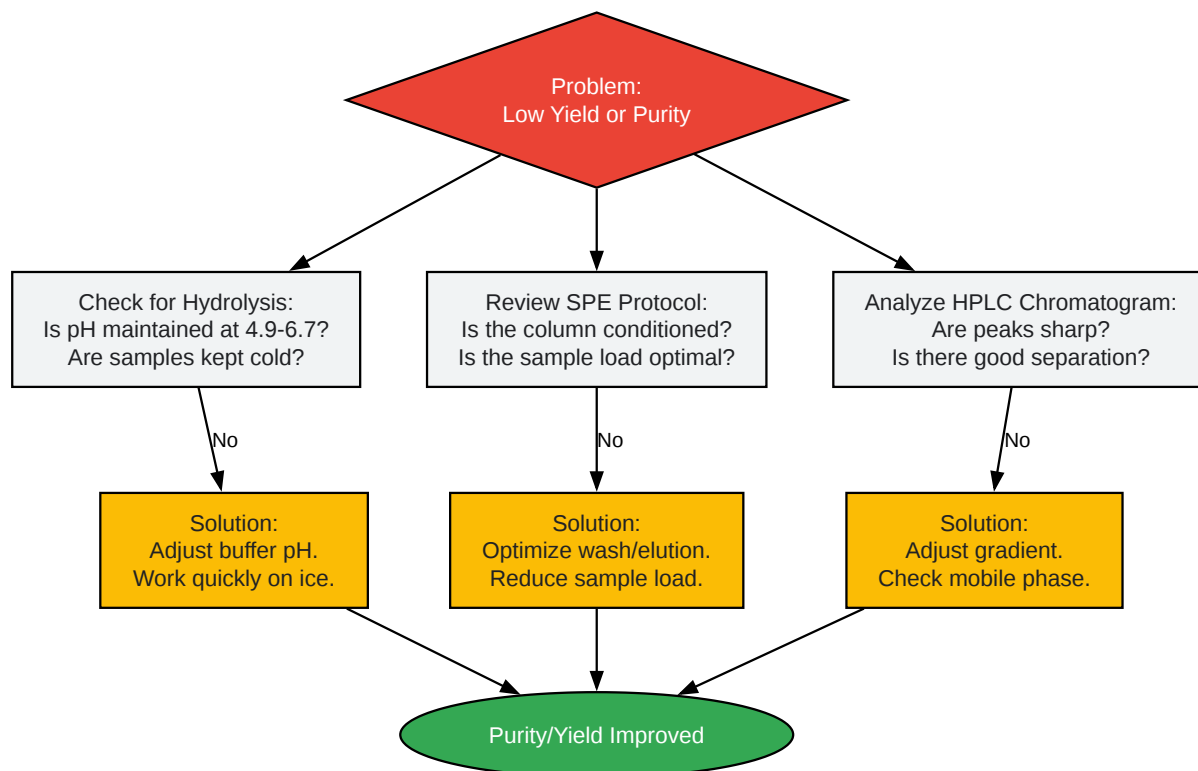 Problem:
Low Yield or Purity
Check for Hydrolysis:
Is pH maintained at 4.9-6.7?
Are samples kept cold?
Review SPE Protocol:
Is the column conditioned?
Is the sample load optimal?
Analyze HPLC Chromatogram:
Are peaks sharp?
Is there good separation?
No
No
No
Solution:
Adjust buffer pH.
Work quickly on ice.
Solution:
Optimize wash/elution.
Reduce sample load.
Solution:
Adjust gradient.
Check mobile phase.
Purity/Yield Improved